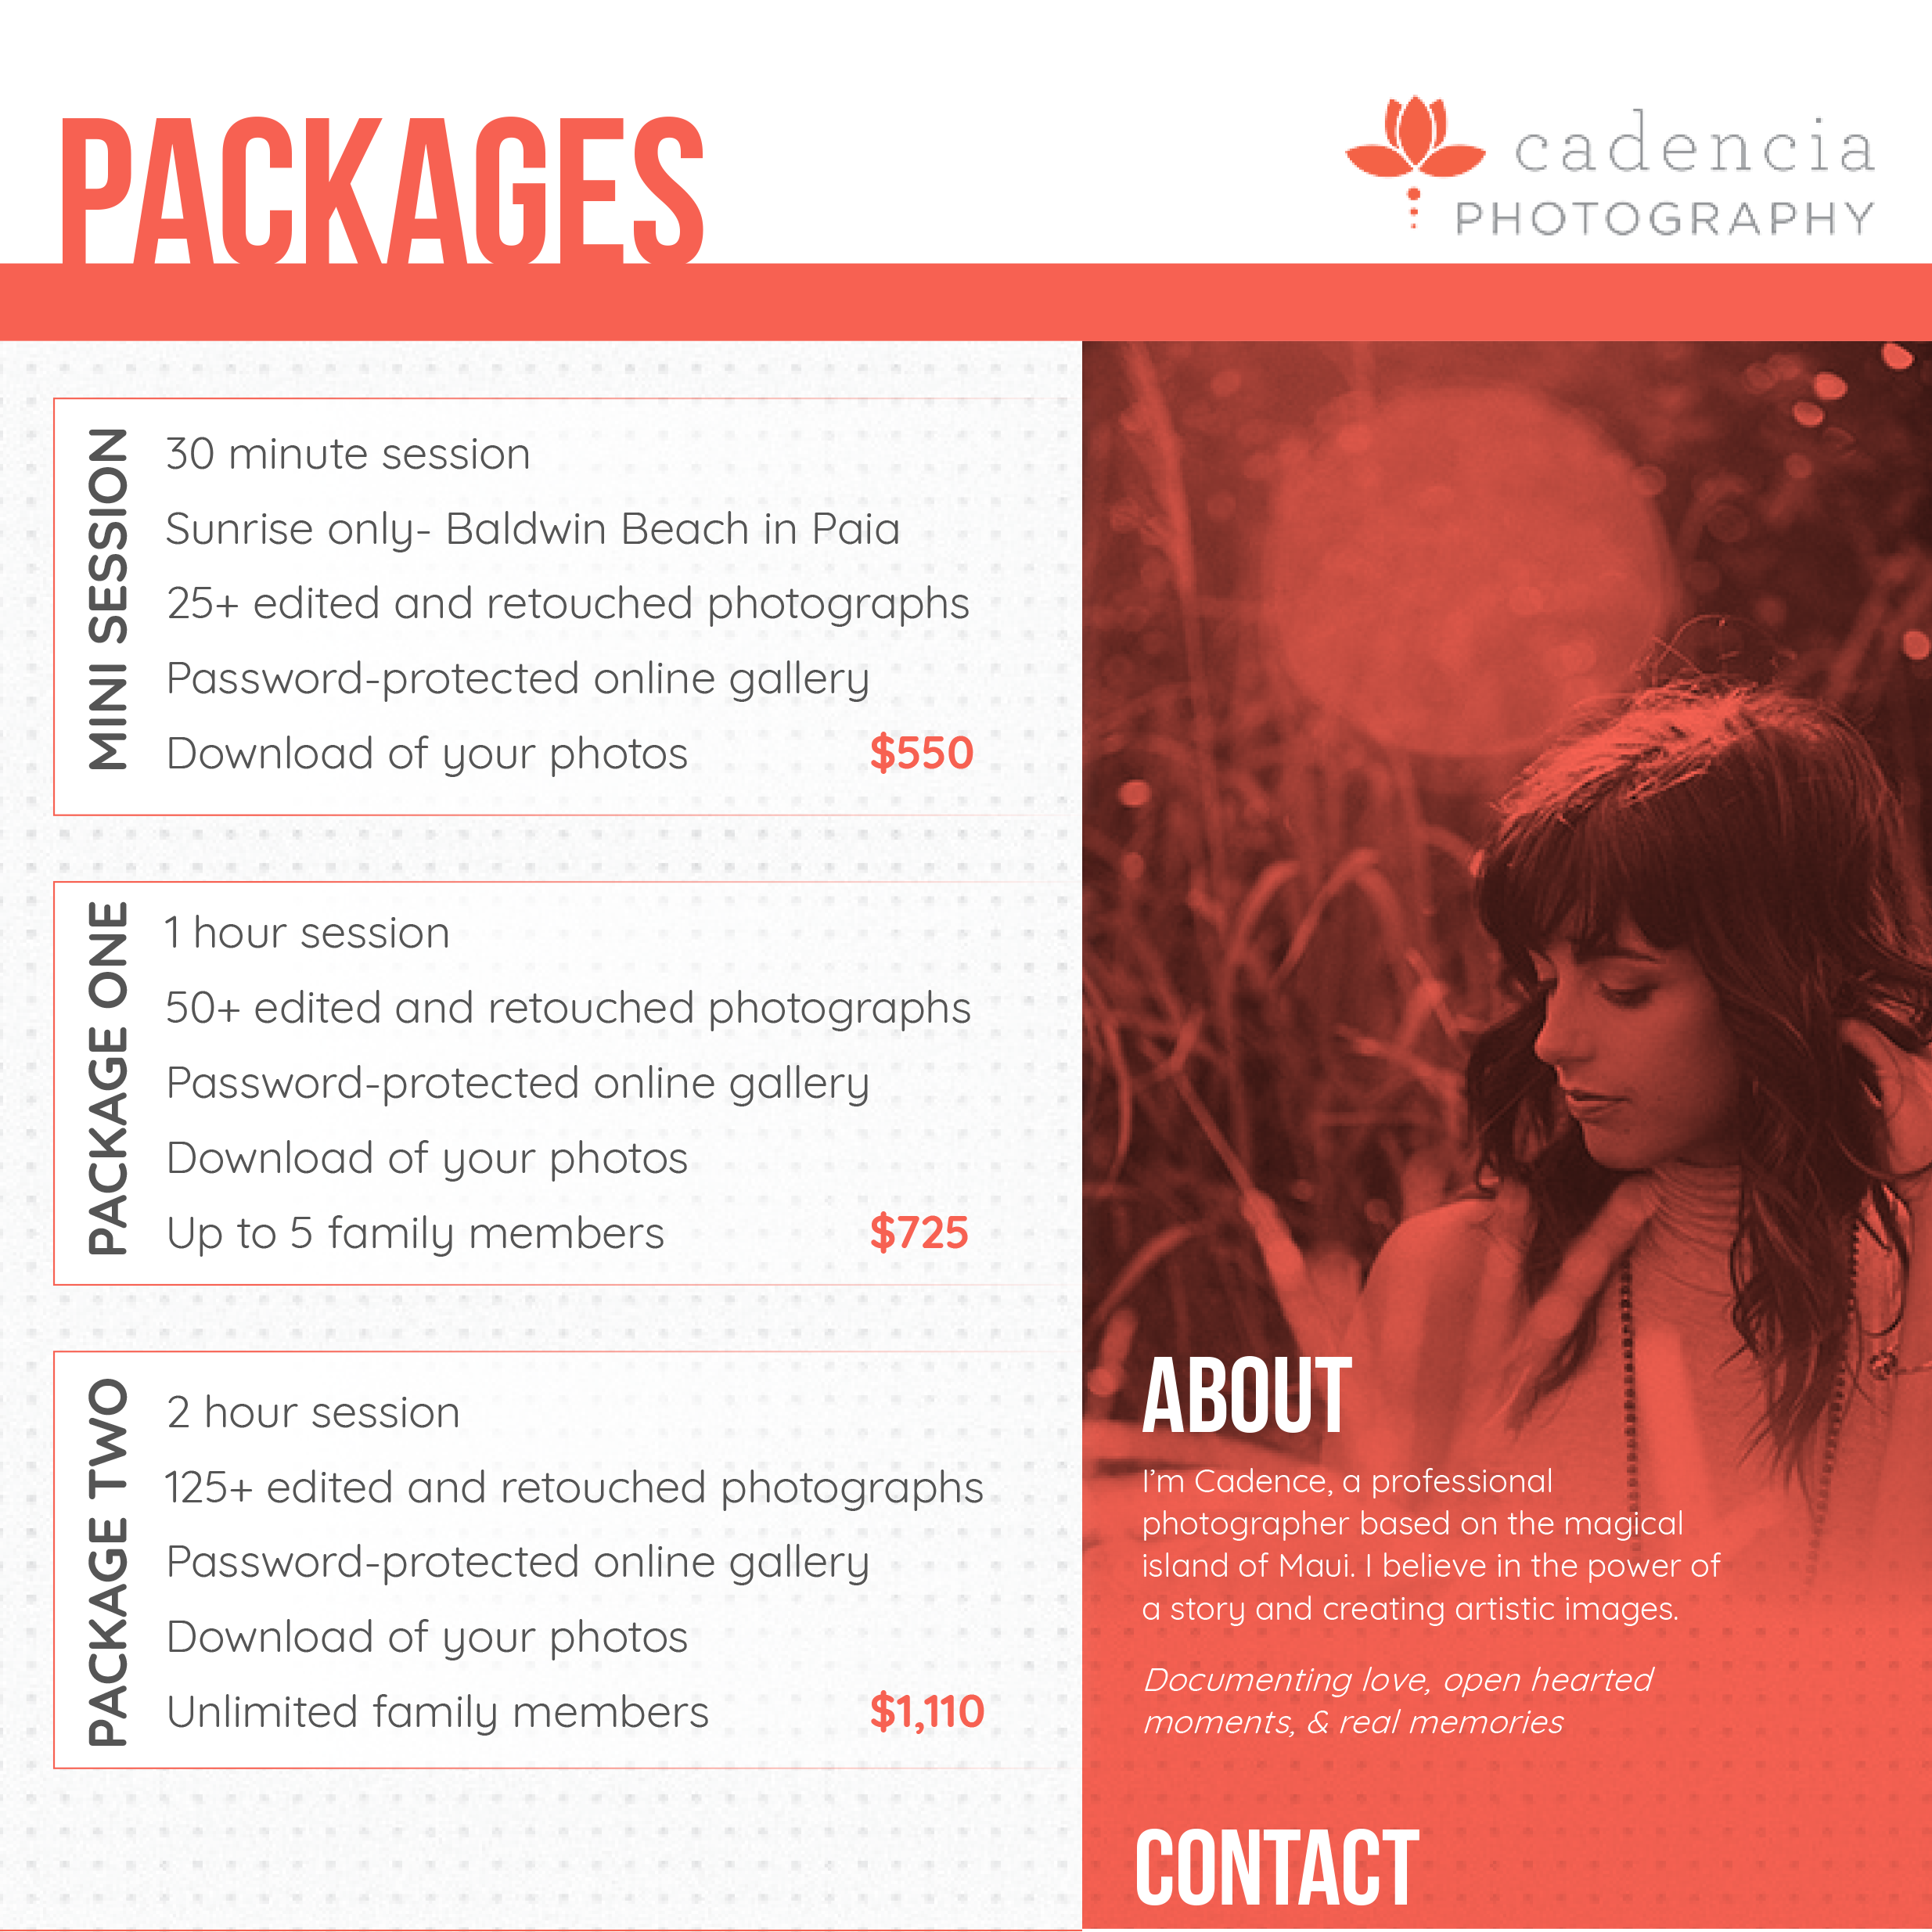 PACKAGES
cadencia
PHOTOGRAPHY
MINI SESSION
30 minute session
Sunrise only- Baldwin Beach in Paia
25+ edited and retouched photographs
Password-protected online gallery
Download of your photos $550
PACKAGE ONE
1 hour session
50+ edited and retouched photographs
Password-protected online gallery
Download of your photos
Up to 5 family members $725
PACKAGE TWO
2 hour session
125+ edited and retouched photographs
Password-protected online gallery
Download of your photos
Unlimited family members $1,110
ABOUT
I'm Cadence, a professional
photographer based on the magical
island of Maui. I believe in the power of
a story and creating artistic images.
Documenting love, open hearted
moments, & real memories
CONTACT